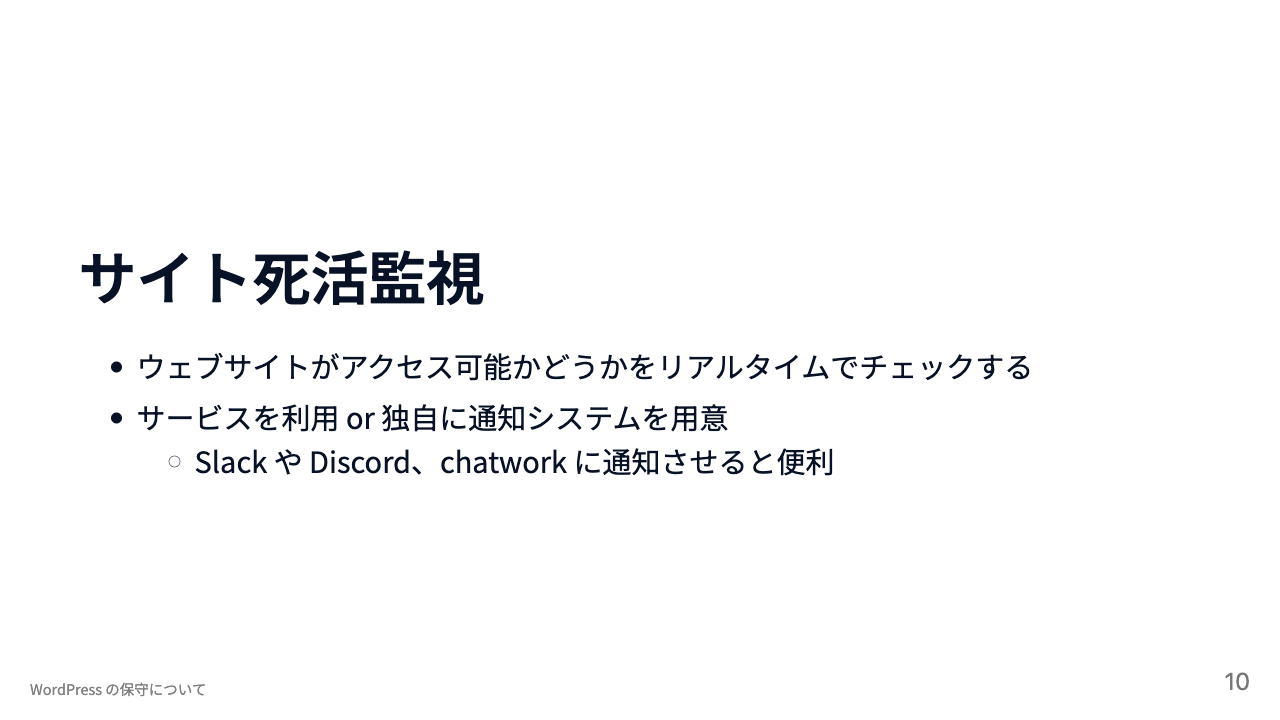 サイト死活監視
ウェブサイトがアクセス可能かどうかをリアルタイムでチェックする
サービスを利用 or 独自に通知システムを用意
Slack や Discord、chatwork に通知させると便利
WordPress の保守について
10